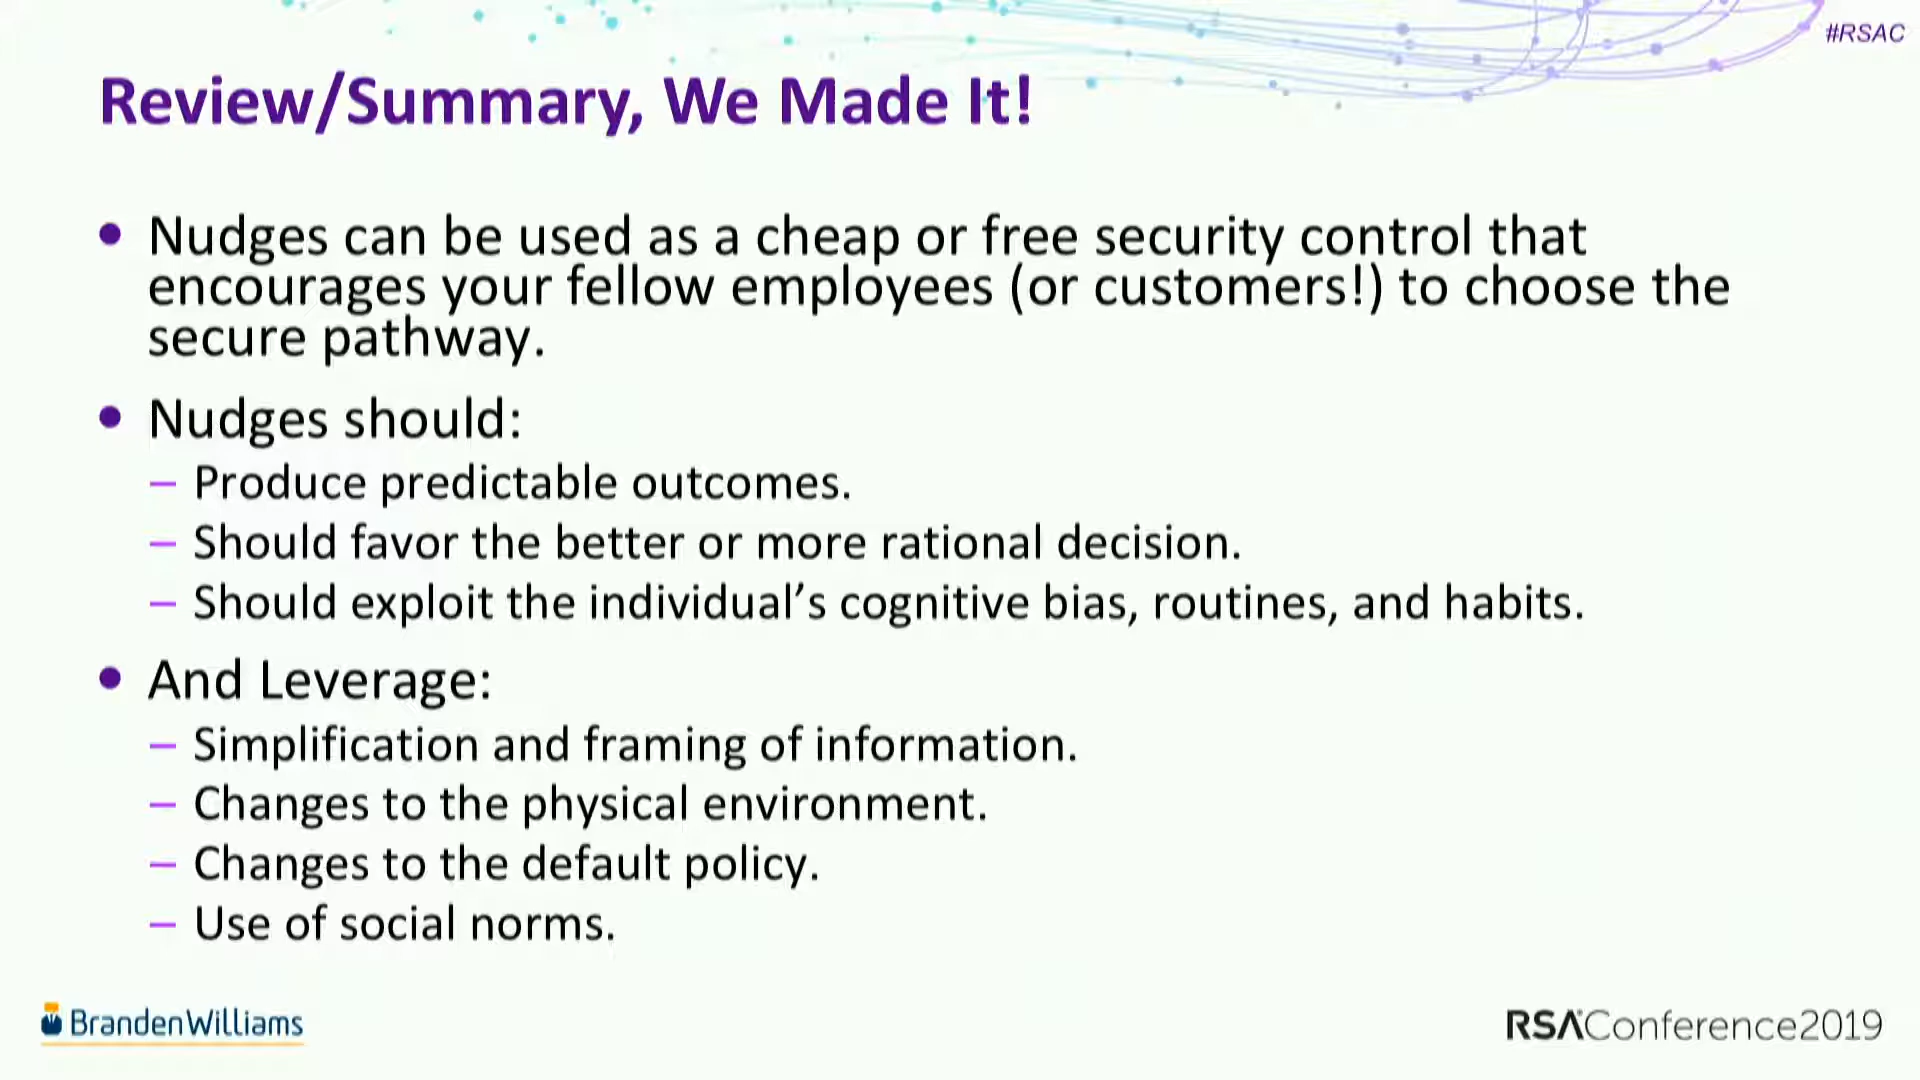 #RSAC
Review/Summary, We Made It!
• Nudges can be used as a cheap or free security control that
encourages your fellow employees (or customers!) to choose the
secure pathway.
• Nudges should:
– Produce predictable outcomes.
– Should favor the better or more rational decision.
– Should exploit the individual’s cognitive bias, routines, and habits.
• And Leverage:
– Simplification and framing of information.
– Changes to the physical environment.
– Changes to the default policy.
– Use of social norms.
BrandenWilliams
RSAConference2019